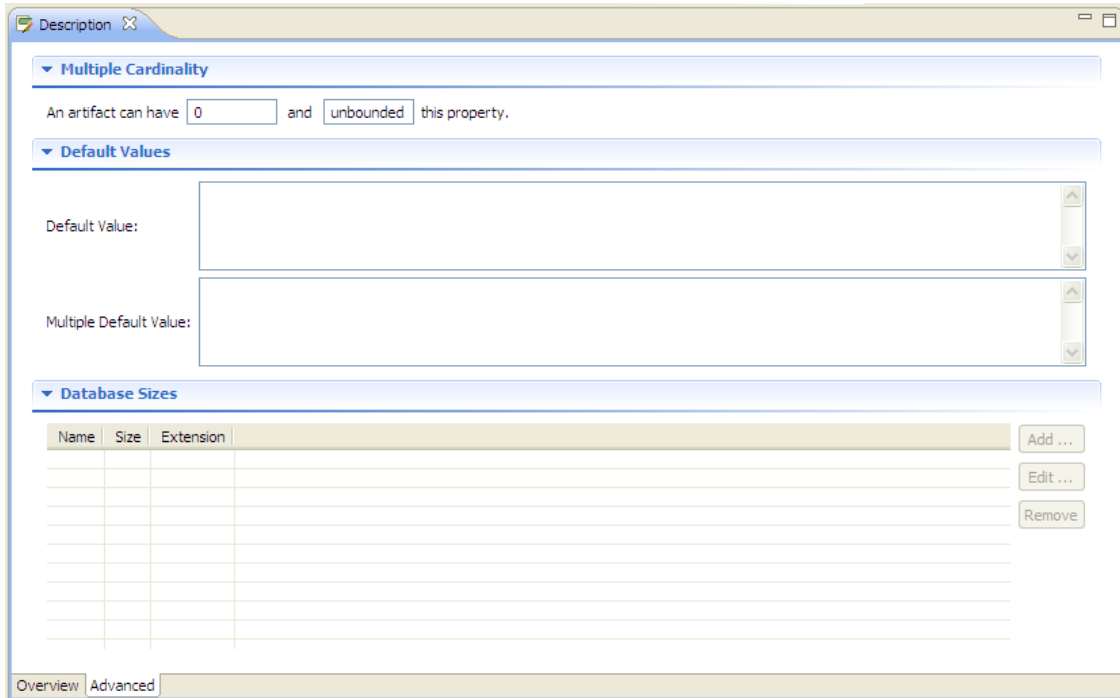 Description
Multiple Cardinality
An artifact can have 0 and unbounded this property.
Default Values
Default Value:
Multiple Default Value:
Database Sizes
Name Size Extension
Add ...
Edit ...
Remove
Overview Advanced